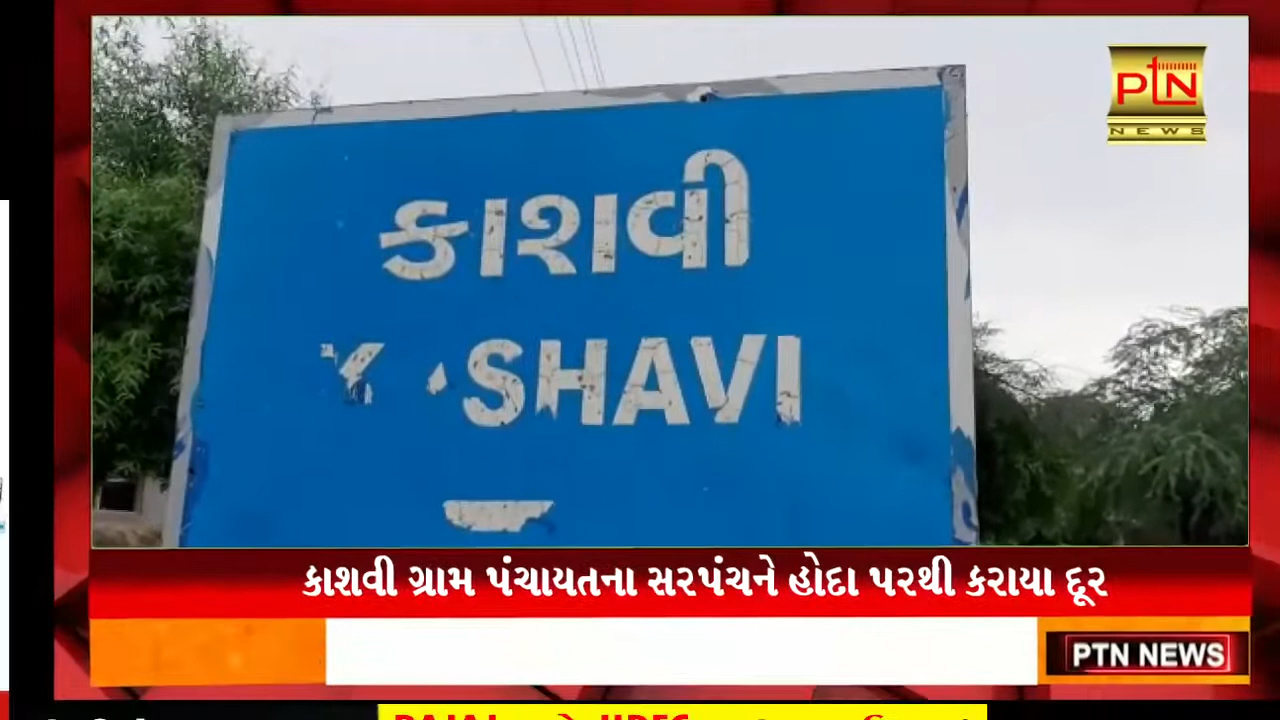 PTN
NEWS
કાશવી
SHAVI
કાશવી ગ્રામ પંચાયતના સરપંચને હોદા પરથી કરાયા દૂર
PTN NEWS